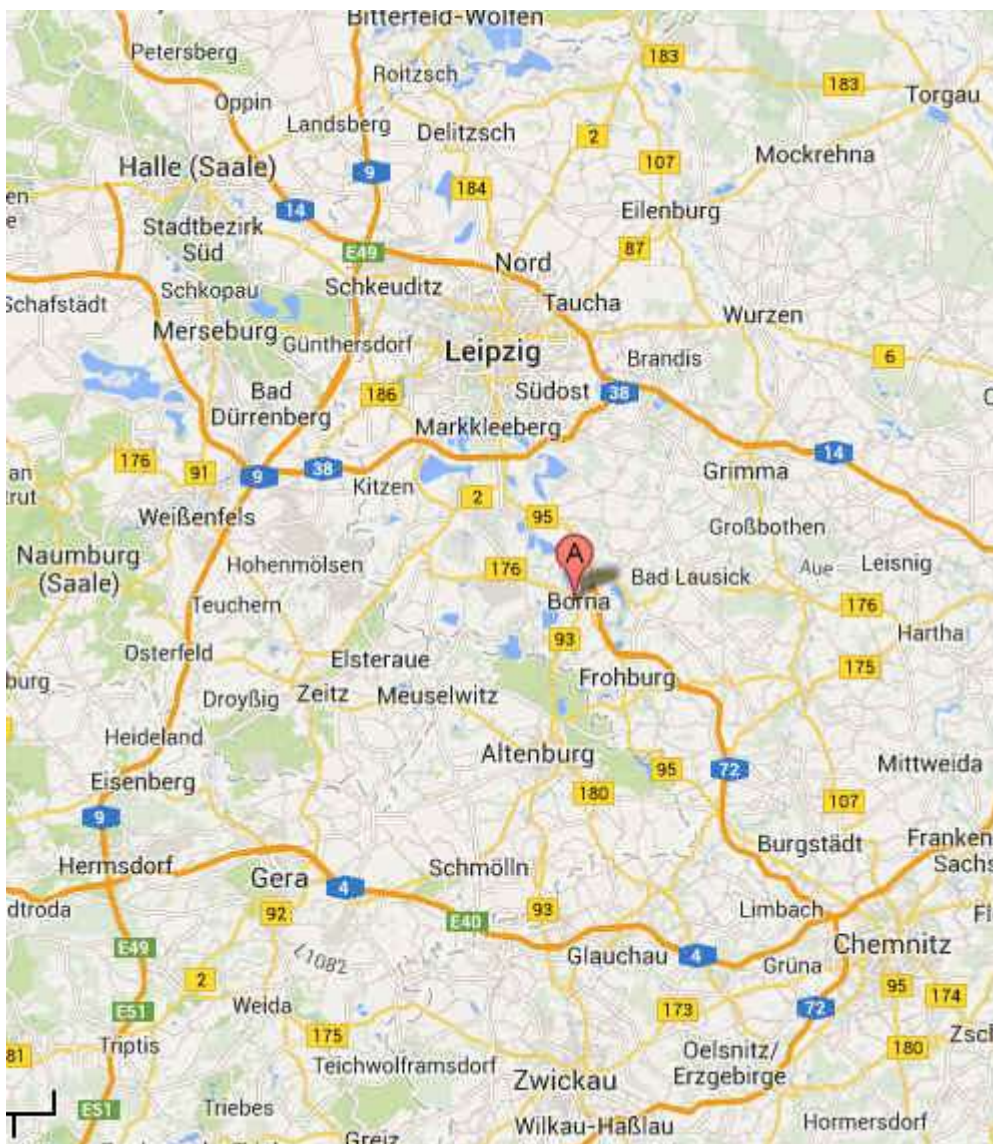 Bitterfeld-Wolfen
Petersberg
183
Roitzsch
183
Torgau
Oppin
Landsberg
Delitzsch
2
Mockrehna
Halle (Saale)
9
107
184
14
Eilenburg
Stadtbezirk
Süd
E49
87
Nord
Schkopau
Schkeuditz
Taucha
Schafstädt
Wurzen
Merseburg
Günthersdorf
Leipzig
Brandis
6
Bad
Dürrenberg
186
Südost
38
Markkleeberg
176
91
9
38
14
Grimma
Kitzen
2
Weißenfels
95
Großbothen
Naumburg
(Saale)
Hohenmölsen
A
176
Aue
Leisnig
Bad Lausick
Teuchern
Borna
176
93
Hartha
Osterfeld
Elsteraue
175
Frohburg
burg
Droyßig
Zeitz
Meuselwitz
Heideland
Altenburg
Eisenberg
95
72
Mittweida
180
107
9
Burgstädt
Franken
Sachs
Hermsdorf
Schmölln
Gera
4
dtroda
92
93
Limbach
Fl
E40
E49
Chemnitz
L1082
Glauchau
4
Grüna
2
95
174
Weida
173
72
E51
175
Zsc
Triptis
180
81
Teichwolframsdorf
Oelsnitz/
Erzgebirge
Zwickau
E51
Triebes
Wilkau-Haßlau
Hormersdorf
Greiz